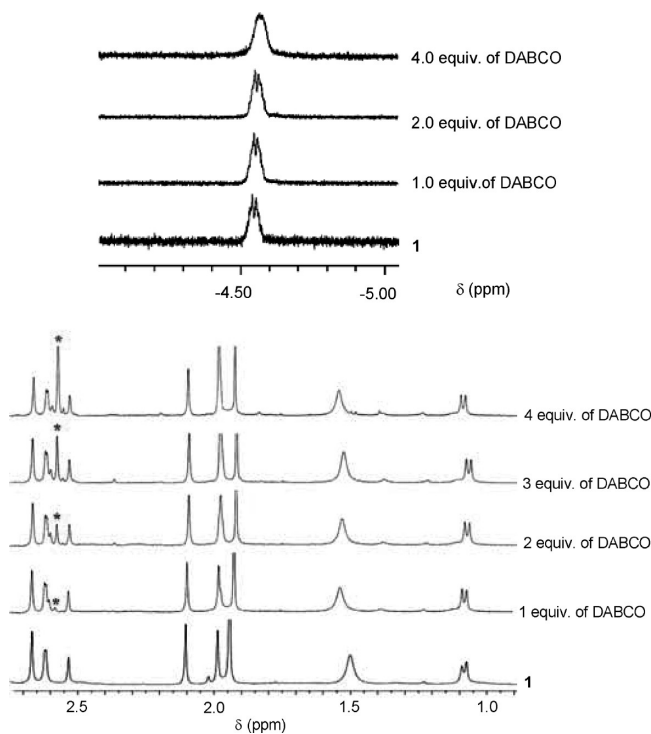 4.0 equiv. of DABCO
2.0 equiv. of DABCO
1.0 equiv.of DABCO
1
-4.50 -5.00 δ (ppm)
*
4 equiv. of DABCO
*
3 equiv. of DABCO
*
2 equiv. of DABCO
*
1 equiv. of DABCO
1
2.5 2.0 1.5 1.0
δ (ppm)